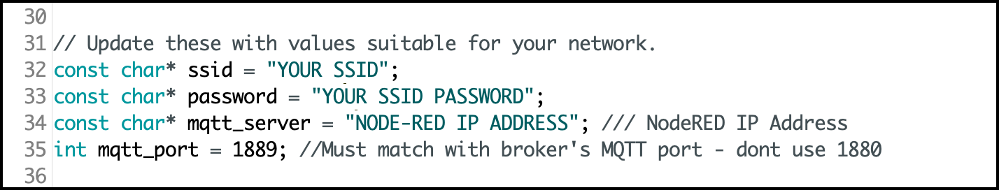 30
31 // Update these with values suitable for your network.
32 const char* ssid = "YOUR SSID";
33 const char* password = "YOUR SSID PASSWORD";
34 const char* mqtt_server = "NODE-RED IP ADDRESS"; /// NodeRED IP Address
35 int mqtt_port = 1889; //Must match with broker's MQTT port - dont use 1880
36